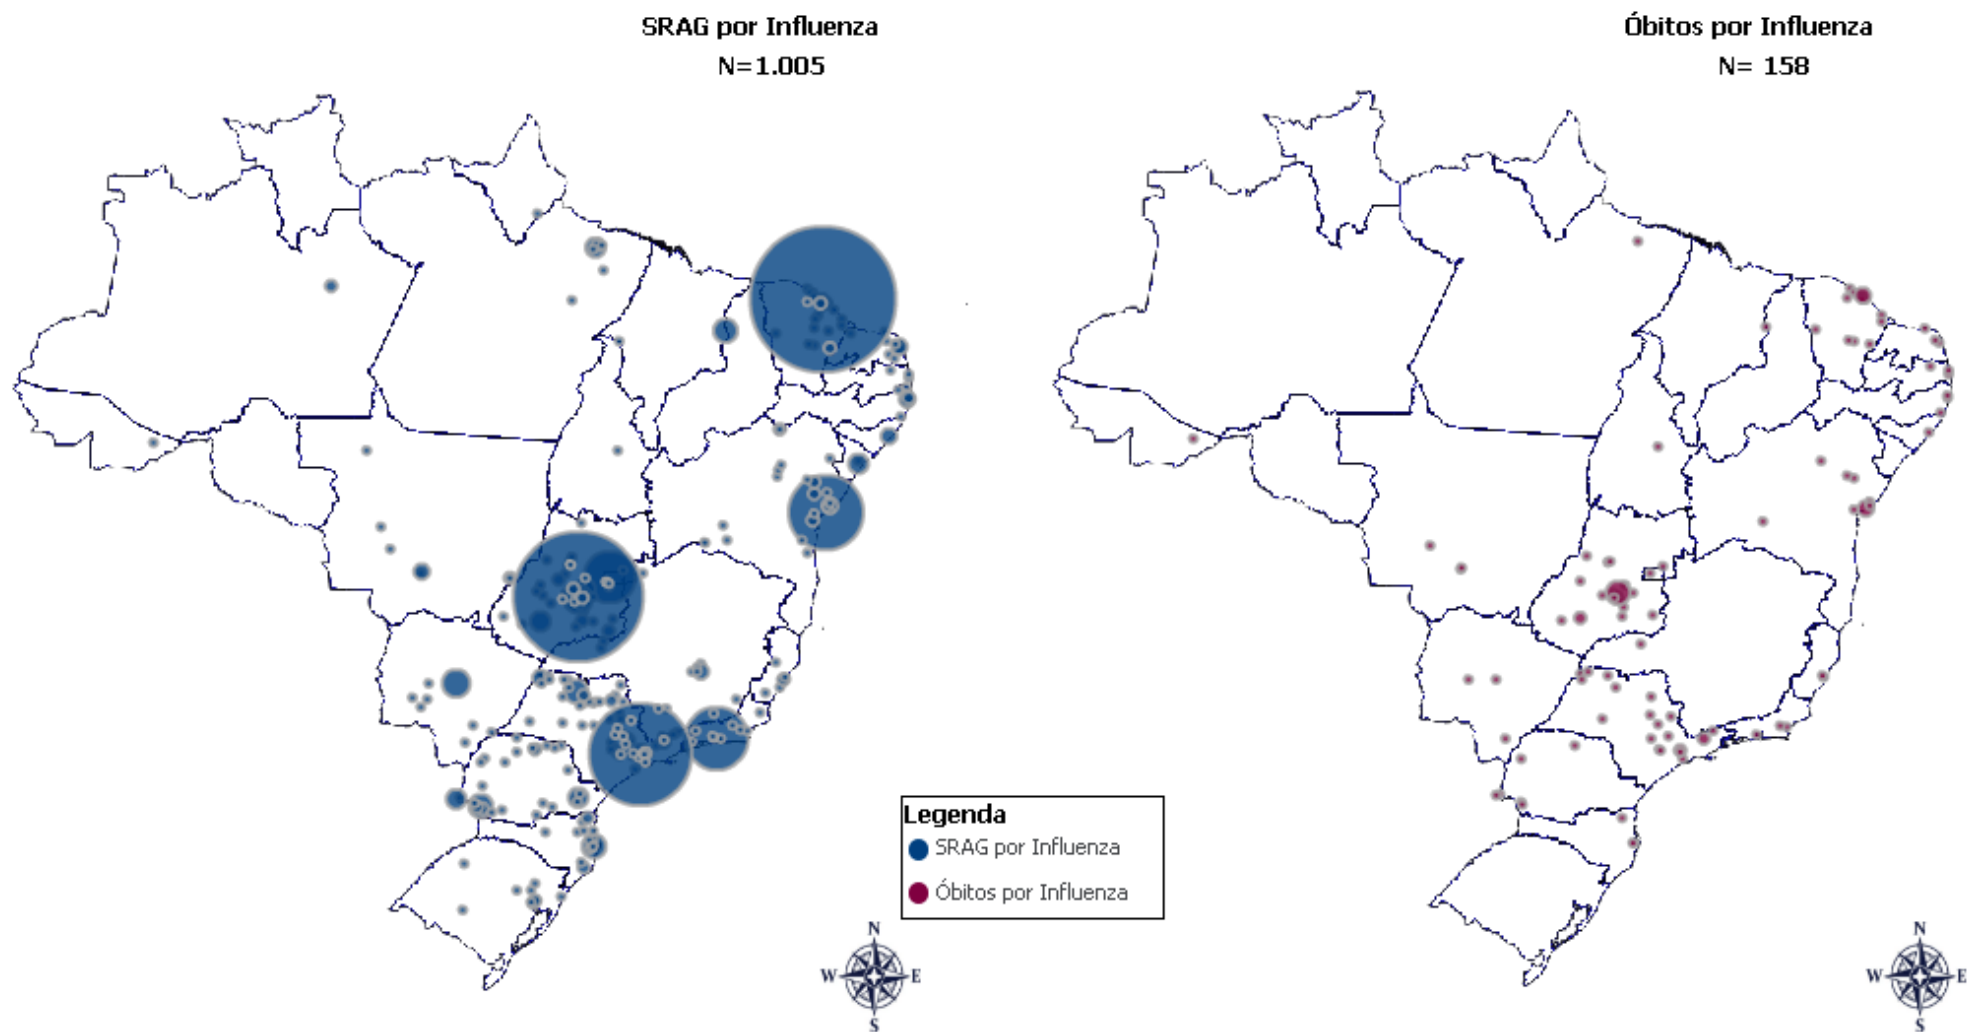 SRAG por Influenza
N=1.005
Óbitos por Influenza
N= 158
Legenda
SRAG por Influenza
Óbitos por Influenza
N
W E
S
N
W E
S